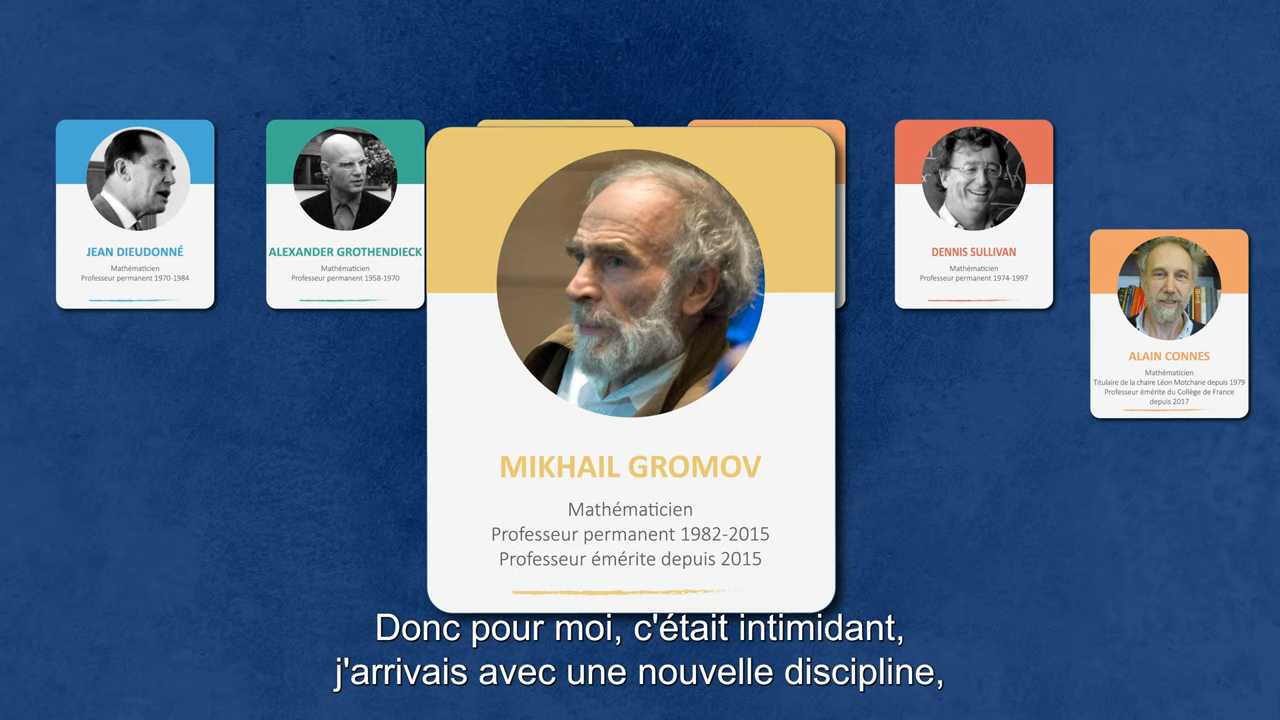 JEAN DIEUDONNÉ
Mathématicien
Professeur permanent 1970-1984
ALEXANDER GROTHENDIECK
Mathématicien
Professeur permanent 1958-1970
MIKHAIL GROMOV
Mathématicien
Professeur permanent 1982-2015
Professeur émérite depuis 2015
DENNIS SULLIVAN
Mathématicien
Professeur permanent 1974-1997
ALAIN CONNES
Mathématicien
Titulaire de la chaire Léon Motchane depuis 1979
Professeur émérite du Collège de France
depuis 2017
Donc pour moi, c'était intimidant,
j'arrivais avec une nouvelle discipline,